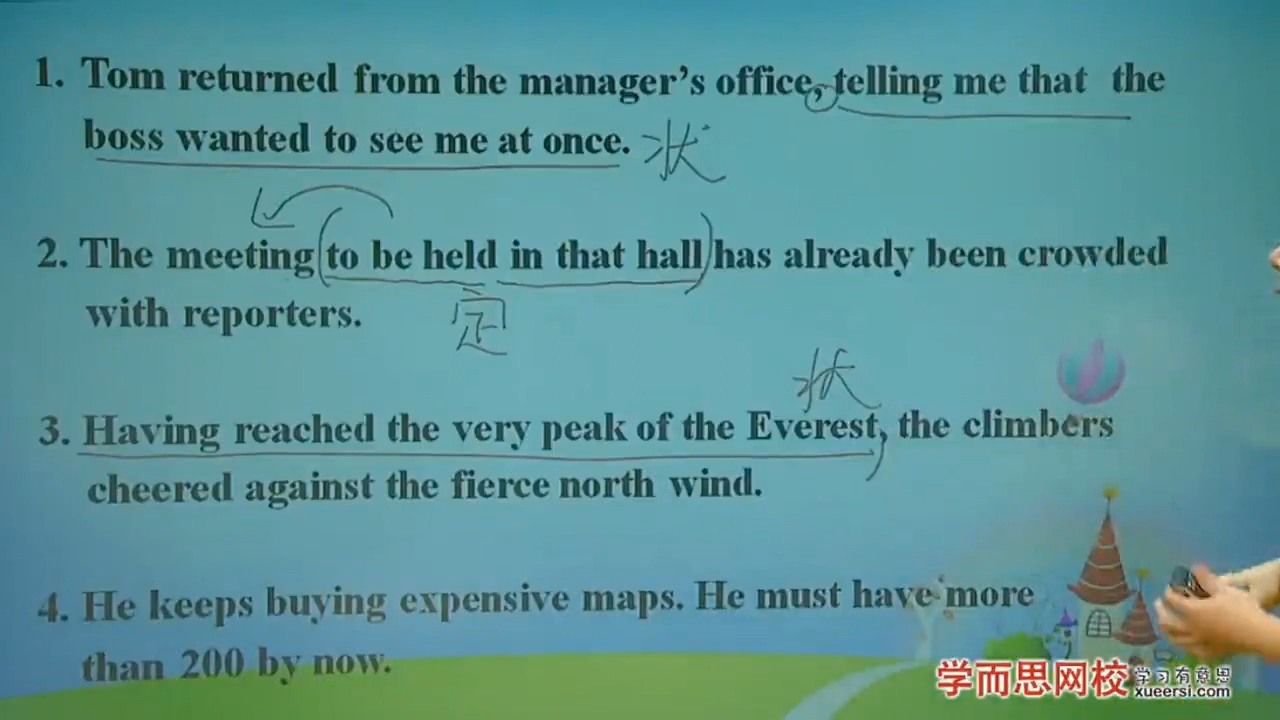 1. Tom returned from the manager's office, telling me that the
boss wanted to see me at once. 状
2. The meeting (to be held in that hall) has already been crowded
with reporters. 定
状
3. Having reached the very peak of the Everest, the climbers
cheered against the fierce north wind.
4. He keeps buying expensive maps. He must have more
than 200 by now.
学而思网校 学习有意思
xueersi.com